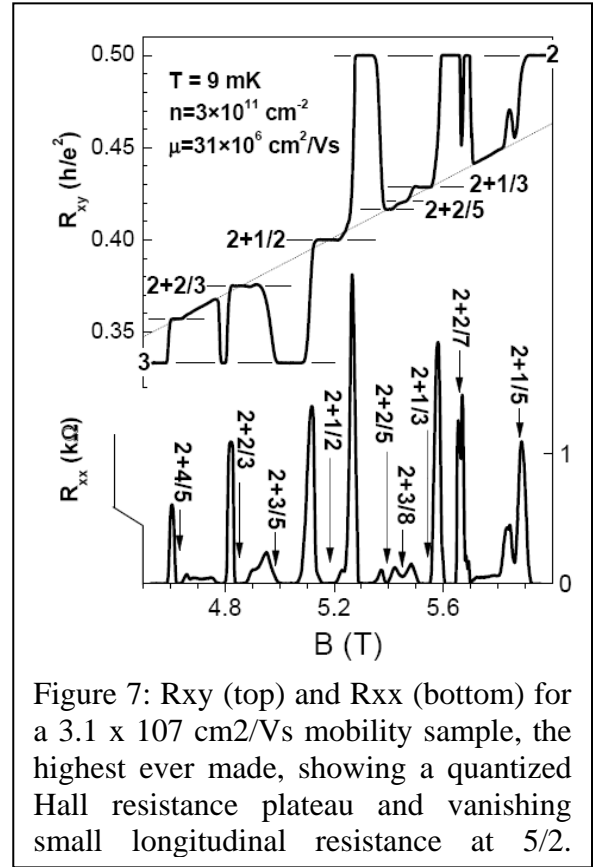 0.50
2
T = 9 mK
n=3×10¹¹ cm⁻²
μ=31×10⁶ cm²/Vs
0.45
Rxy (h/e²)
2+1/3
2+2/5
2+1/2
0.40
2+2/3
0.35
3
Rxx (kΩ)
2+4/5
2+2/3
2+3/5
2+1/2
2+2/5
2+3/8
2+1/3
2+2/7
2+1/5
1
0
4.8 5.2 5.6
B (T)
Figure 7: Rxy (top) and Rxx (bottom) for
a 3.1 x 107 cm2/Vs mobility sample, the
highest ever made, showing a quantized
Hall resistance plateau and vanishing
small longitudinal resistance at 5/2.